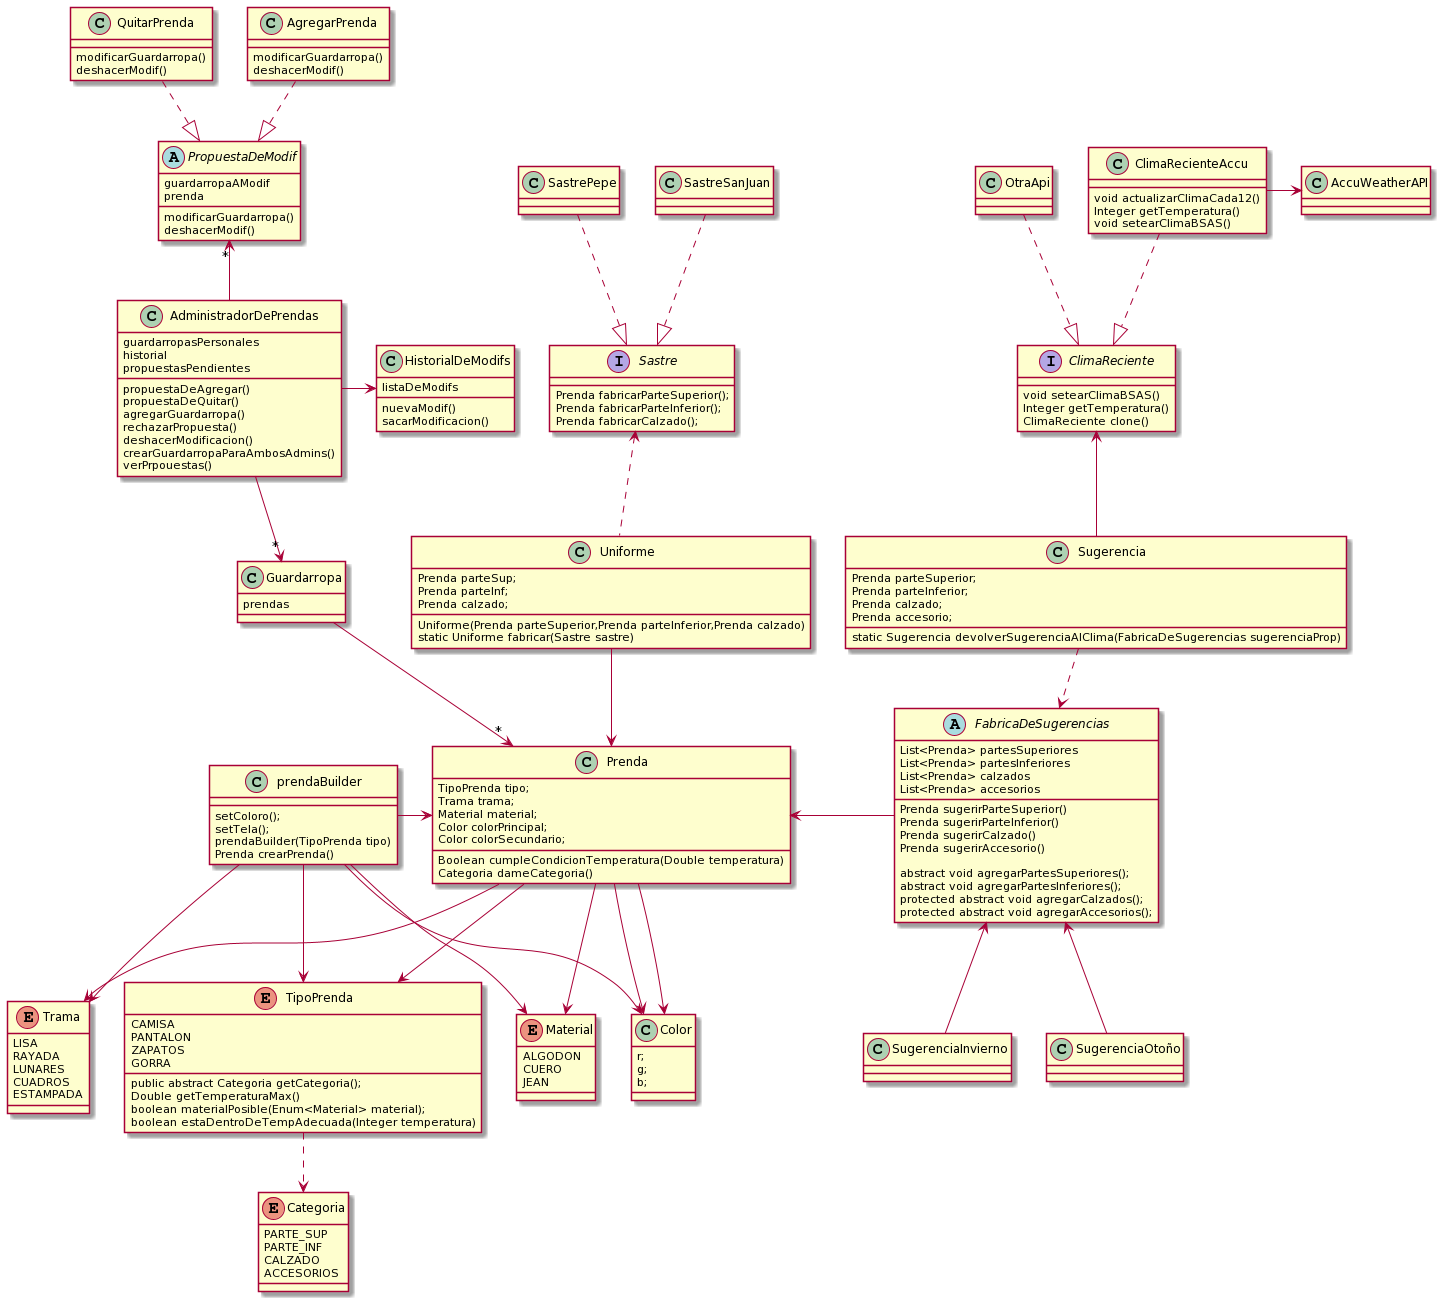 C QuitarPrenda
modificarGuardarropa()
deshacerModif()
C AgregarPrenda
modificarGuardarropa()
deshacerModif()
A PropuestaDeModif
guardarropaAModif
prenda
modificarGuardarropa()
deshacerModif()
*
C SastrePepe
C SastreSanJuan
C OtraApi
C ClimaRecienteAccu
void actualizarClimaCada12()
Integer getTemperatura()
void setearClimaBSAS()
C AccuWeatherAPI
C AdministradorDePrendas
guardarropasPersonales
historial
propuestasPendientes
propuestaDeAgregar()
propuestaDeQuitar()
agregarGuardarropa()
rechazarPropuesta()
deshacerModificacion()
crearGuardarropaParaAmbosAdmins()
verPrpouestas()
C HistorialDeModifs
listaDeModifs
nuevaModif()
sacarModificacion()
I Sastre
Prenda fabricarParteSuperior();
Prenda fabricarParteInferior();
Prenda fabricarCalzado();
I ClimaReciente
void setearClimaBSAS()
Integer getTemperatura()
ClimaReciente clone()
*
C Guardarropa
prendas
C Uniforme
Prenda parteSup;
Prenda parteInf;
Prenda calzado;
Uniforme(Prenda parteSuperior,Prenda parteInferior,Prenda calzado)
static Uniforme fabricar(Sastre sastre)
C Sugerencia
Prenda parteSuperior;
Prenda parteInferior;
Prenda calzado;
Prenda accesorio;
static Sugerencia devolverSugerenciaAlClima(FabricaDeSugerencias sugerenciaProp)
*
C prendaBuilder
setColoro();
setTela();
prendaBuilder(TipoPrenda tipo)
Prenda crearPrenda()
C Prenda
TipoPrenda tipo;
Trama trama;
Material material;
Color colorPrincipal;
Color colorSecundario;
Boolean cumpleCondicionTemperatura(Double temperatura)
Categoria dameCategoria()
A FabricaDeSugerencias
List<Prenda> partesSuperiores
List<Prenda> partesInferiores
List<Prenda> calzados
List<Prenda> accesorios
Prenda sugerirParteSuperior()
Prenda sugerirParteInferior()
Prenda sugerirCalzado()
Prenda sugerirAccesorio()
abstract void agregarPartesSuperiores();
abstract void agregarPartesInferiores();
protected abstract void agregarCalzados();
protected abstract void agregarAccesorios();
E Trama
LISA
RAYADA
LUNARES
CUADROS
ESTAMPADA
E TipoPrenda
CAMISA
PANTALON
ZAPATOS
GORRA
public abstract Categoria getCategoria();
Double getTemperaturaMax()
boolean materialPosible(Enum<Material> material);
boolean estaDentroDeTempAdecuada(Integer temperatura)
E Material
ALGODON
CUERO
JEAN
C Color
r;
g;
b;
C SugerenciaInvierno
C SugerenciaOtoño
E Categoria
PARTE_SUP
PARTE_INF
CALZADO
ACCESORIOS